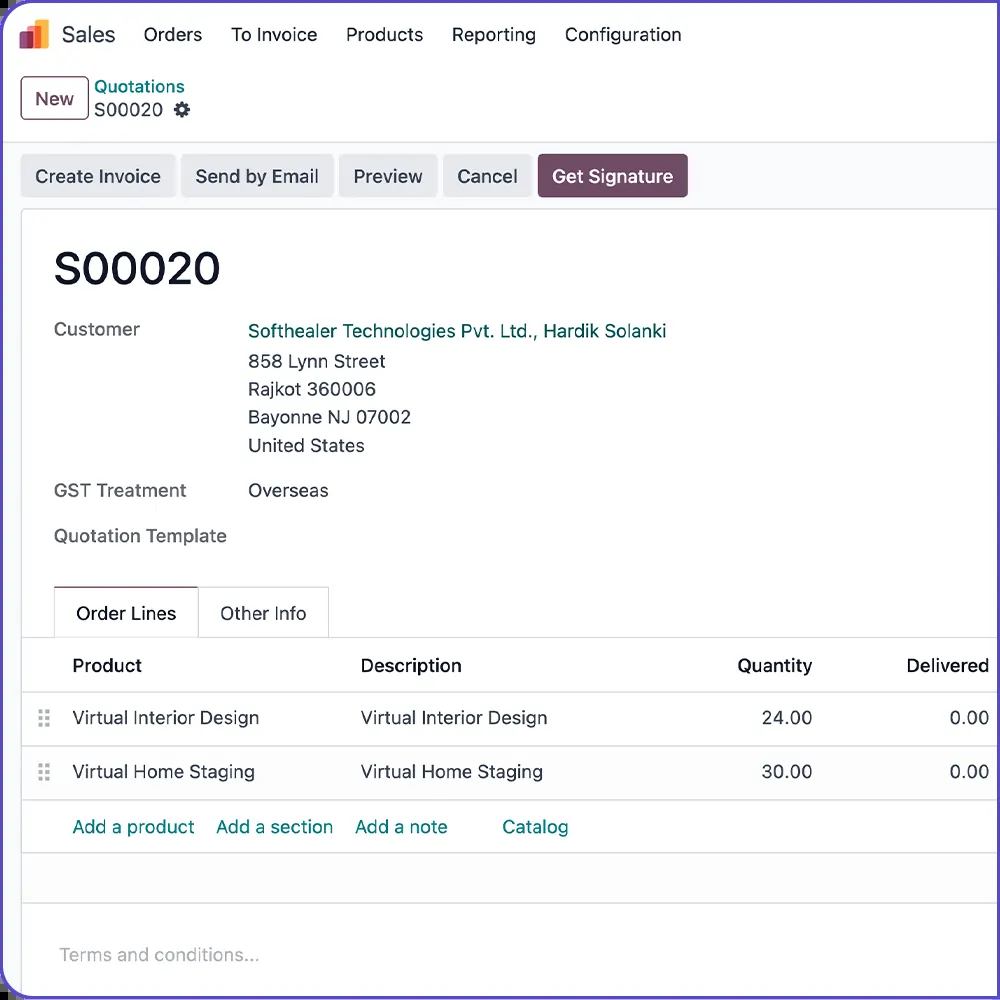 Sales Orders To Invoice Products Reporting Configuration
New
Quotations
S00020
Create Invoice Send by Email Preview Cancel Get Signature
S00020
Customer Softhealer Technologies Pvt. Ltd., Hardik Solanki
858 Lynn Street
Rajkot 360006
Bayonne NJ 07002
United States
GST Treatment Overseas
Quotation Template
Order Lines Other Info
Product Description Quantity Delivered
Virtual Interior Design Virtual Interior Design 24.00 0.00
Virtual Home Staging Virtual Home Staging 30.00 0.00
Add a product Add a section Add a note Catalog
Terms and conditions...